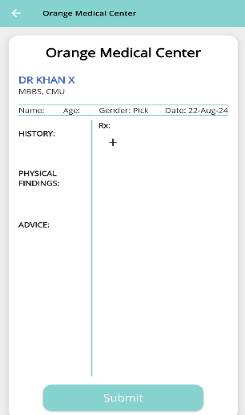 Orange Medical Center
Orange Medical Center
DR KHAN X
MBBS, CMU
Name: Age: Gender: Pick Date: 22-Aug-24
Rx:
HISTORY:
+
PHYSICAL
FINDINGS:
ADVICE:
Submit